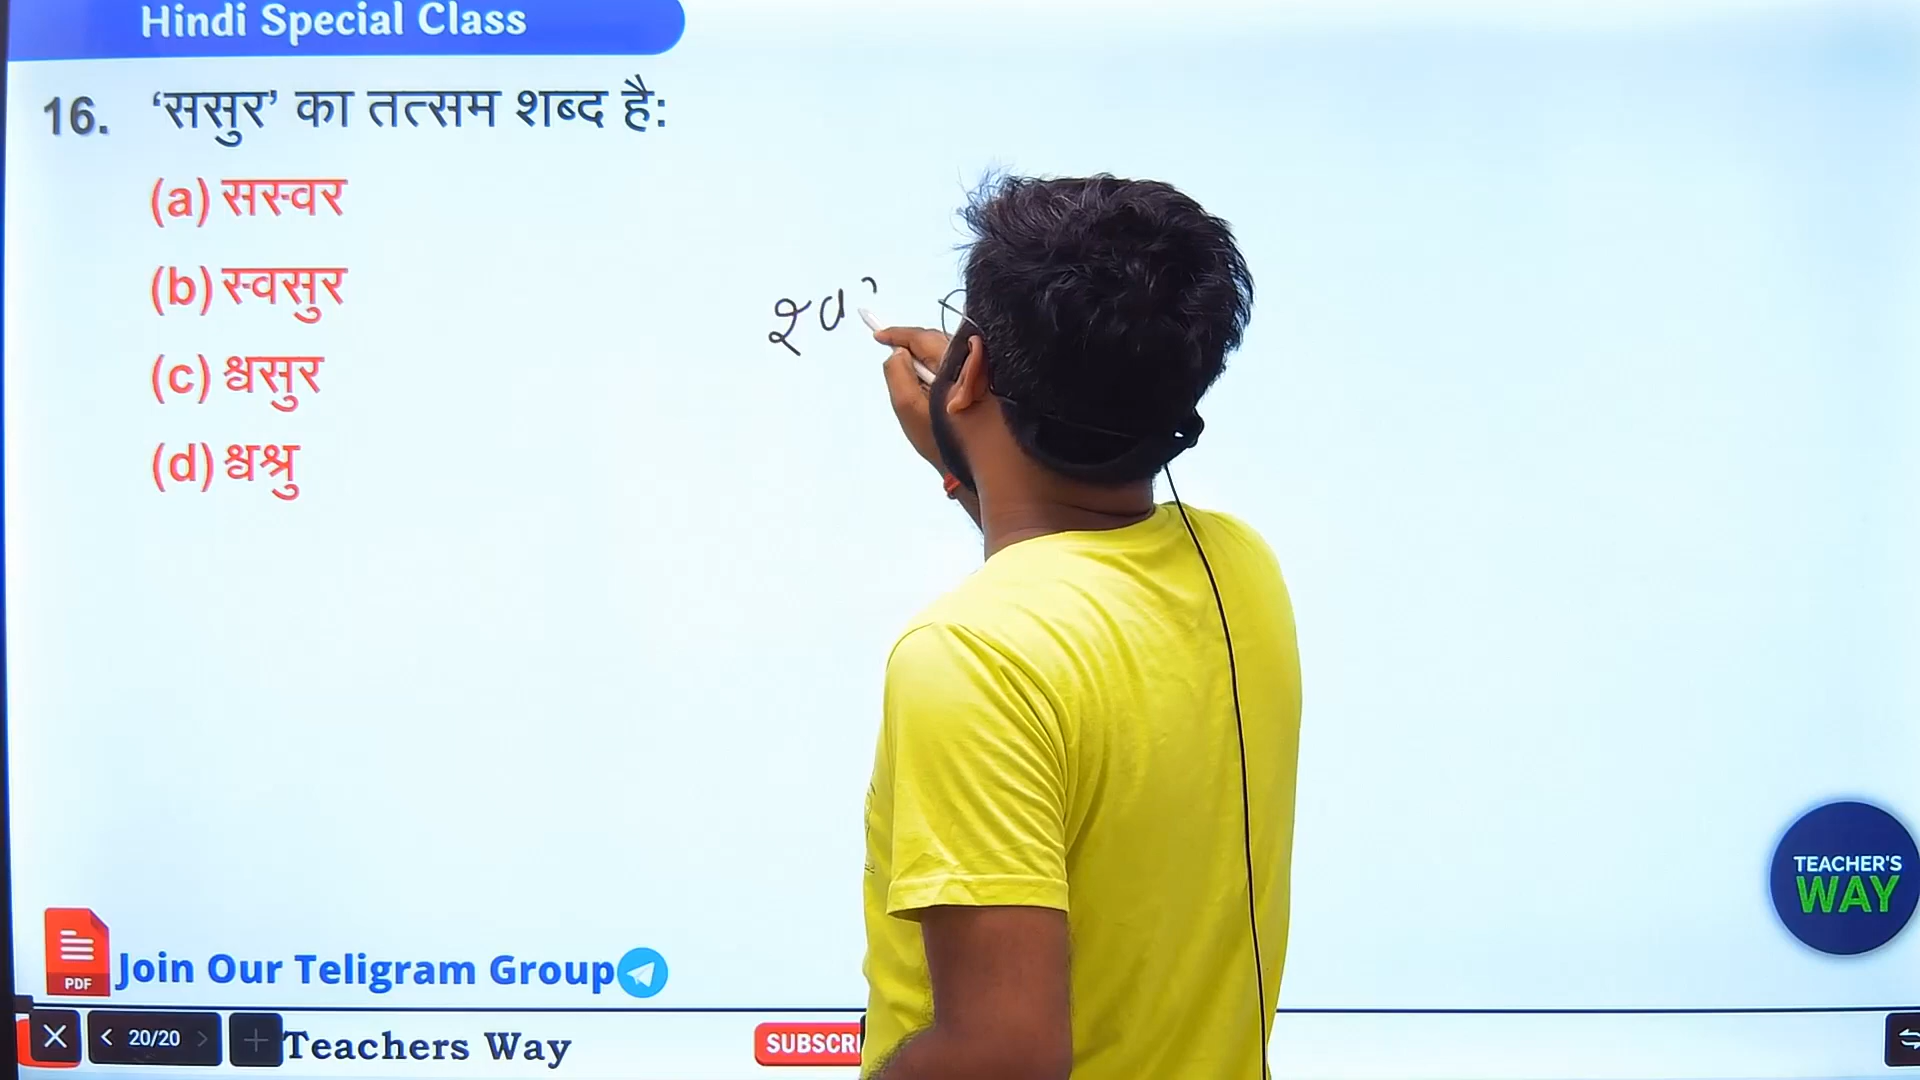 Hindi Special Class
16. ‘ससुर’ का तत्सम शब्द है:
(a) सस्वर
(b) स्वसुर
(c) श्वसुर
(d) श्वश्रु
श्व
TEACHER'S
WAY
PDF
Join Our Teligram Group
20/20
Teachers Way
SUBSCRI